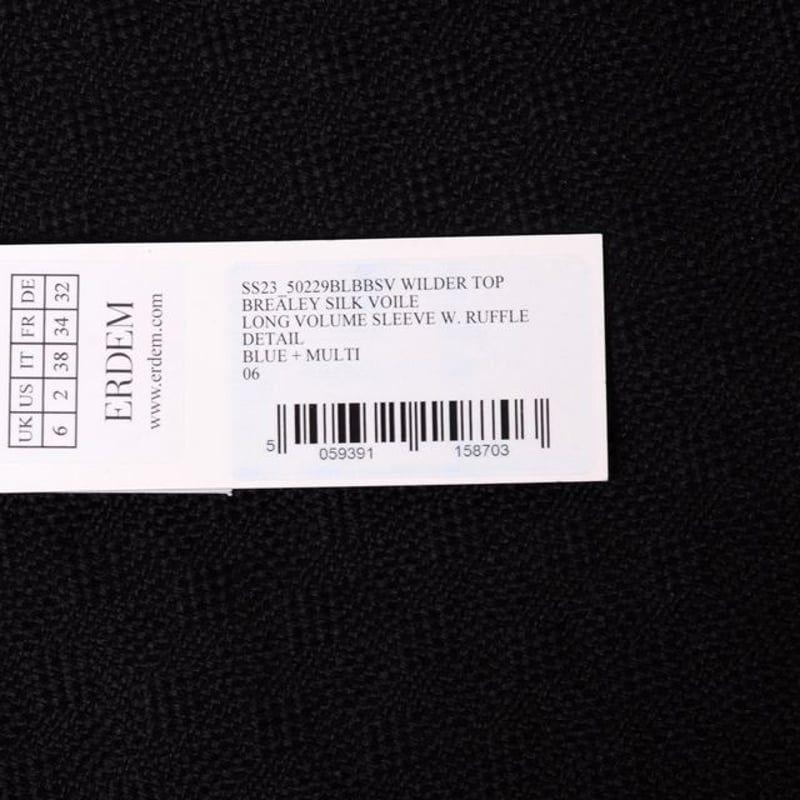 UK US IT FR DE
6 2 38 34 32
ERDEM
www.erdem.com
SS23_50229BLBBSV WILDER TOP
BREALEY SILK VOILE
LONG VOLUME SLEEVE W. RUFFLE
DETAIL
BLUE + MULTI
06
5 059391 158703